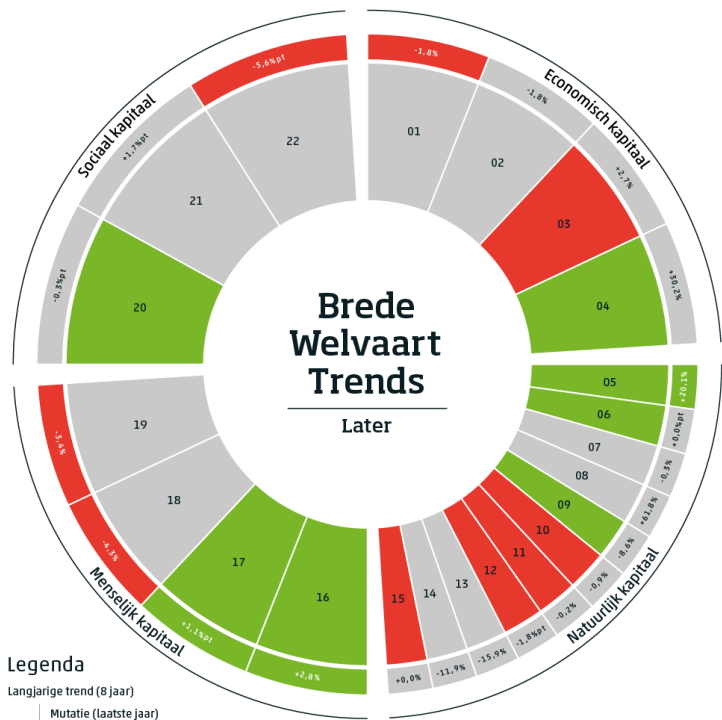 Brede
Welvaart
Trends
Later
Economisch kapitaal
-1,8%
01
-1,8%
02
+2,7%
03
+30,2%
04
Natuurlijk kapitaal
+20,1%
05
+0,0%pt
06
-0,3%
07
+61,8%
08
-8,6%
09
-0,9%
10
-0,2%
11
-1,8%pt
12
-15,9%
13
-11,9%
14
+0,0%
15
Menselijk kapitaal
+2,8%
16
+1,1%pt
17
-4,3%
18
-3,4%
19
Sociaal kapitaal
-0,3%pt
20
+1,7%pt
21
-5,6%pt
22
Legenda
Langjarige trend (8 jaar)
Mutatie (laatste jaar)